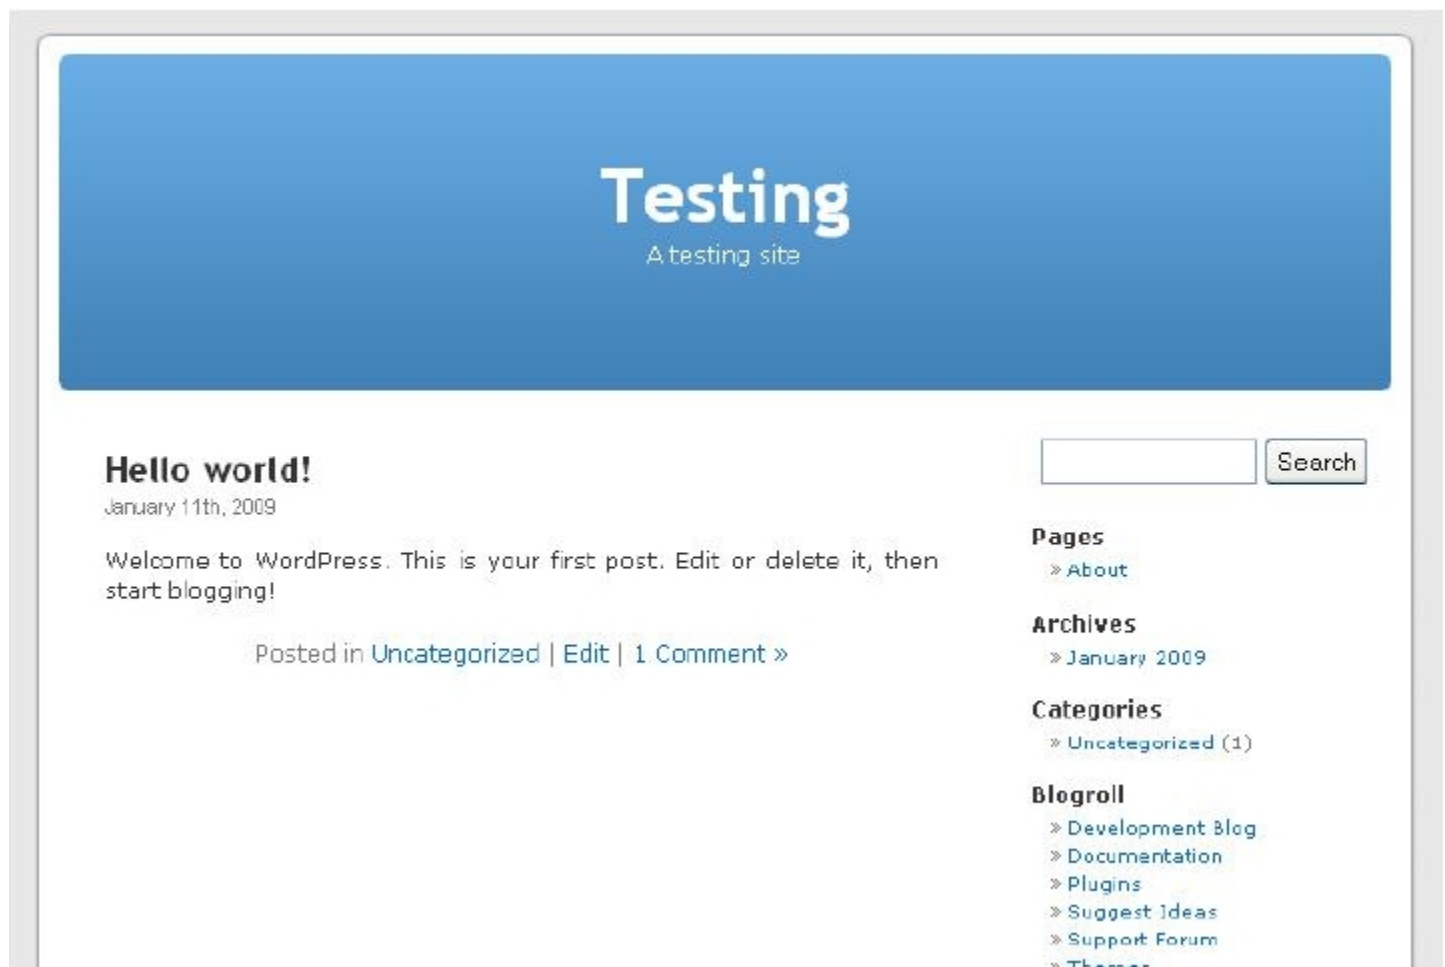 Testing
A testing site
Hello world!
January 11th, 2009
Welcome to WordPress. This is your first post. Edit or delete it, then
start blogging!
Posted in Uncategorized | Edit | 1 Comment »
Search
Pages
» About
Archives
» January 2009
Categories
» Uncategorized (1)
Blogroll
» Development Blog
» Documentation
» Plugins
» Suggest Ideas
» Support Forum